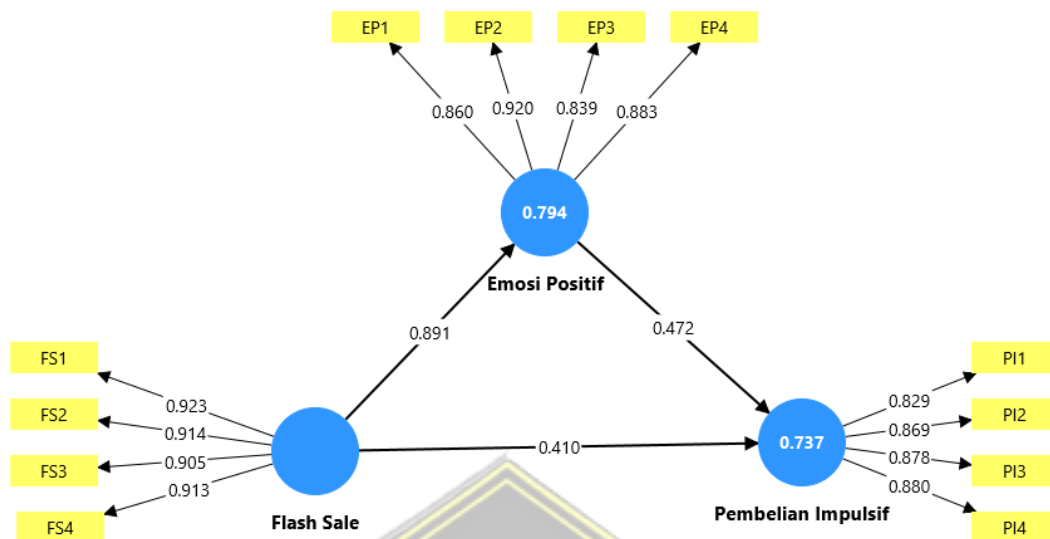 EP1 EP2 EP3 EP4
0.860 0.920 0.839 0.883
0.794
Emosi Positif
0.891 0.472
FS1
FS2
FS3
FS4
0.923
0.914
0.905
0.913
Flash Sale
0.410
0.737
Pembelian Impulsif
0.829
0.869
0.878
0.880
PI1
PI2
PI3
PI4